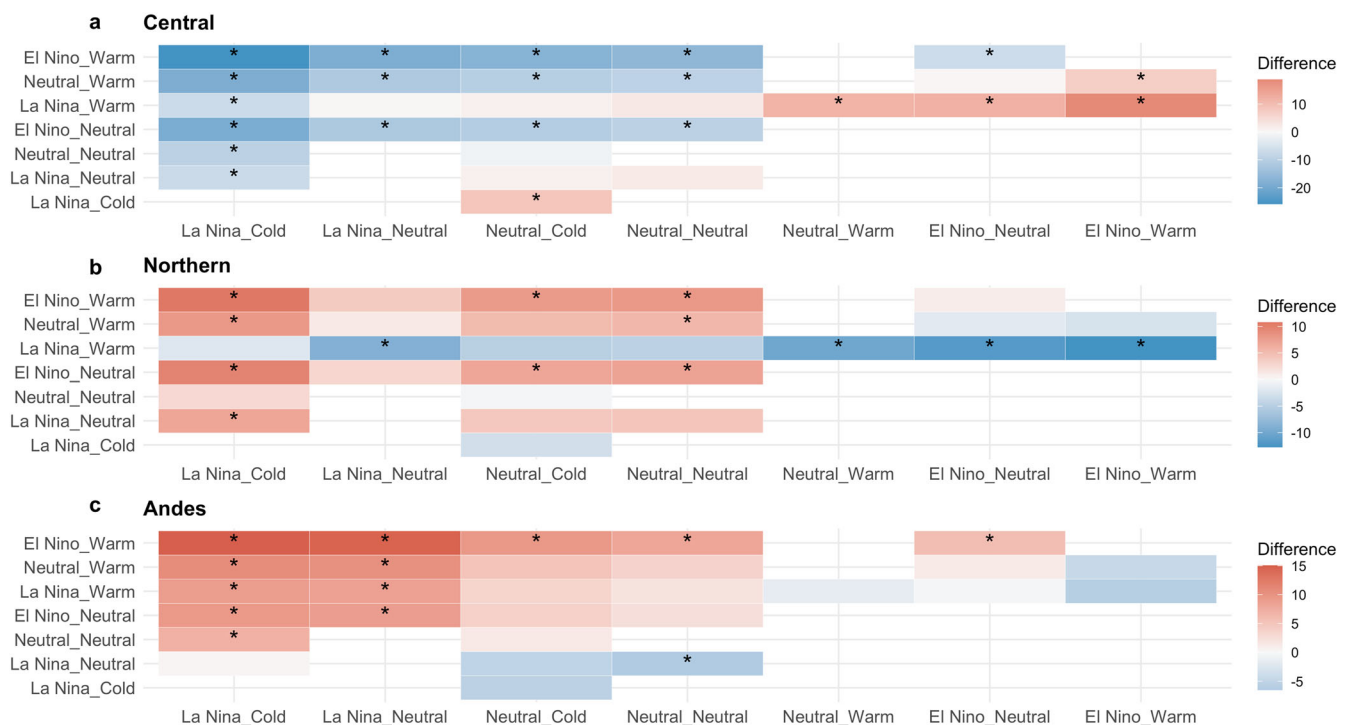 a Central
El Nino_Warm * * * * *
Neutral_Warm * * * * *
La Nina_Warm * * * *
El Nino_Neutral * * * *
Neutral_Neutral *
La Nina_Neutral *
La Nina_Cold *
La Nina_Cold La Nina_Neutral Neutral_Cold Neutral_Neutral Neutral_Warm El Nino_Neutral El Nino_Warm
Difference
10
0
-10
-20
b Northern
El Nino_Warm * * *
Neutral_Warm * *
La Nina_Warm * * * *
El Nino_Neutral * * *
Neutral_Neutral
La Nina_Neutral *
La Nina_Cold
La Nina_Cold La Nina_Neutral Neutral_Cold Neutral_Neutral Neutral_Warm El Nino_Neutral El Nino_Warm
Difference
10
5
0
-5
-10
c Andes
El Nino_Warm * * * * *
Neutral_Warm * *
La Nina_Warm * *
El Nino_Neutral * *
Neutral_Neutral *
La Nina_Neutral *
La Nina_Cold
La Nina_Cold La Nina_Neutral Neutral_Cold Neutral_Neutral Neutral_Warm El Nino_Neutral El Nino_Warm
Difference
15
10
5
0
-5